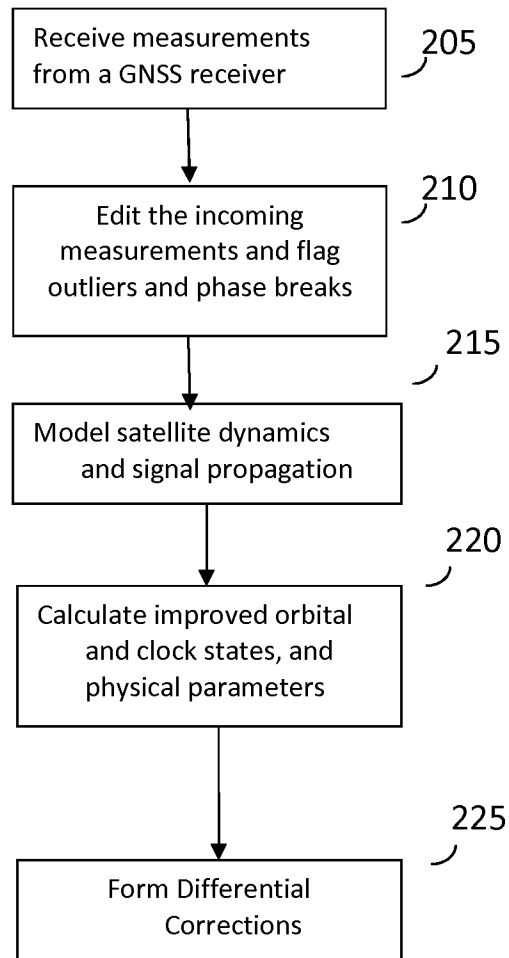 Receive measurements
from a GNSS receiver
205
Edit the incoming
measurements and flag
outliers and phase breaks
210
Model satellite dynamics
and signal propagation
215
Calculate improved orbital
and clock states, and
physical parameters
220
Form Differential
Corrections
225